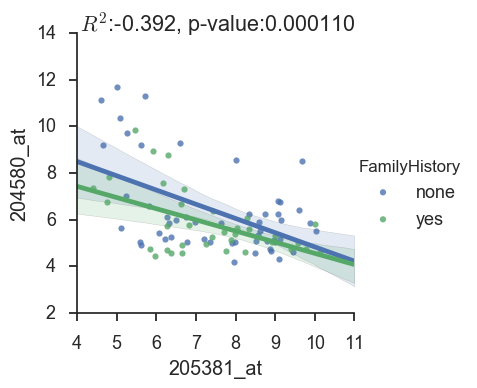 R²:-0.392, p-value:0.000110
14
12
10
8
6
4
2
204580_at
4 5 6 7 8 9 10 11
205381_at
FamilyHistory
none
yes